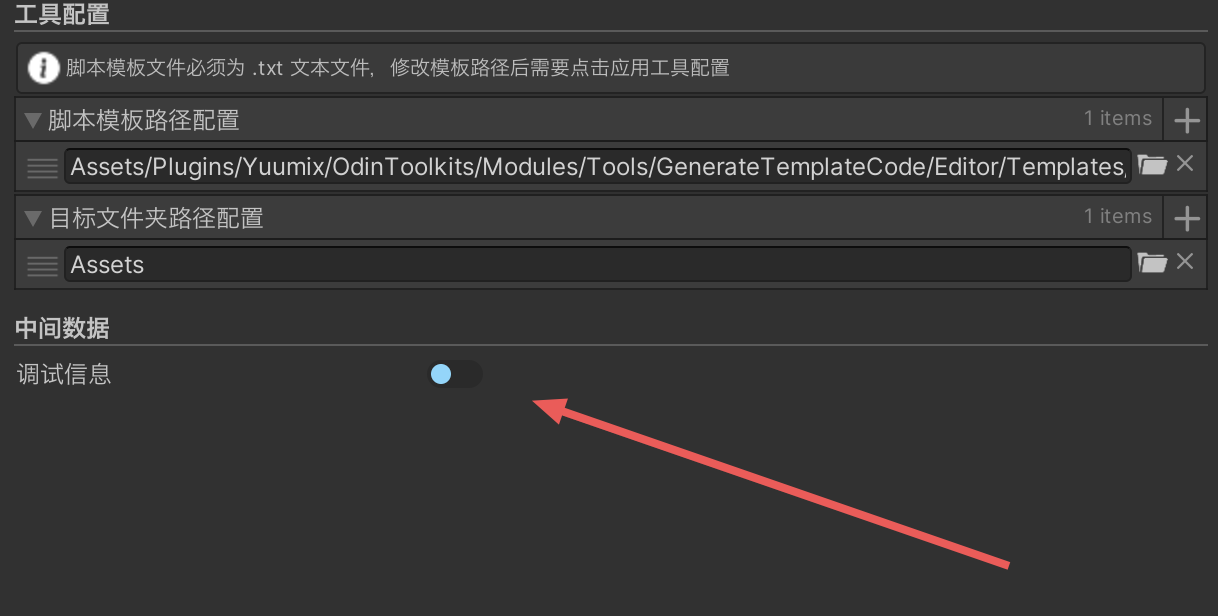 工具配置
脚本模板文件必须为 .txt 文本文件，修改模板路径后需要点击应用工具配置
脚本模板路径配置 1 items
Assets/Plugins/Yuumix/OdinToolkits/Modules/Tools/GenerateTemplateCode/Editor/Templates,
目标文件夹路径配置 1 items
Assets
中间数据
调试信息